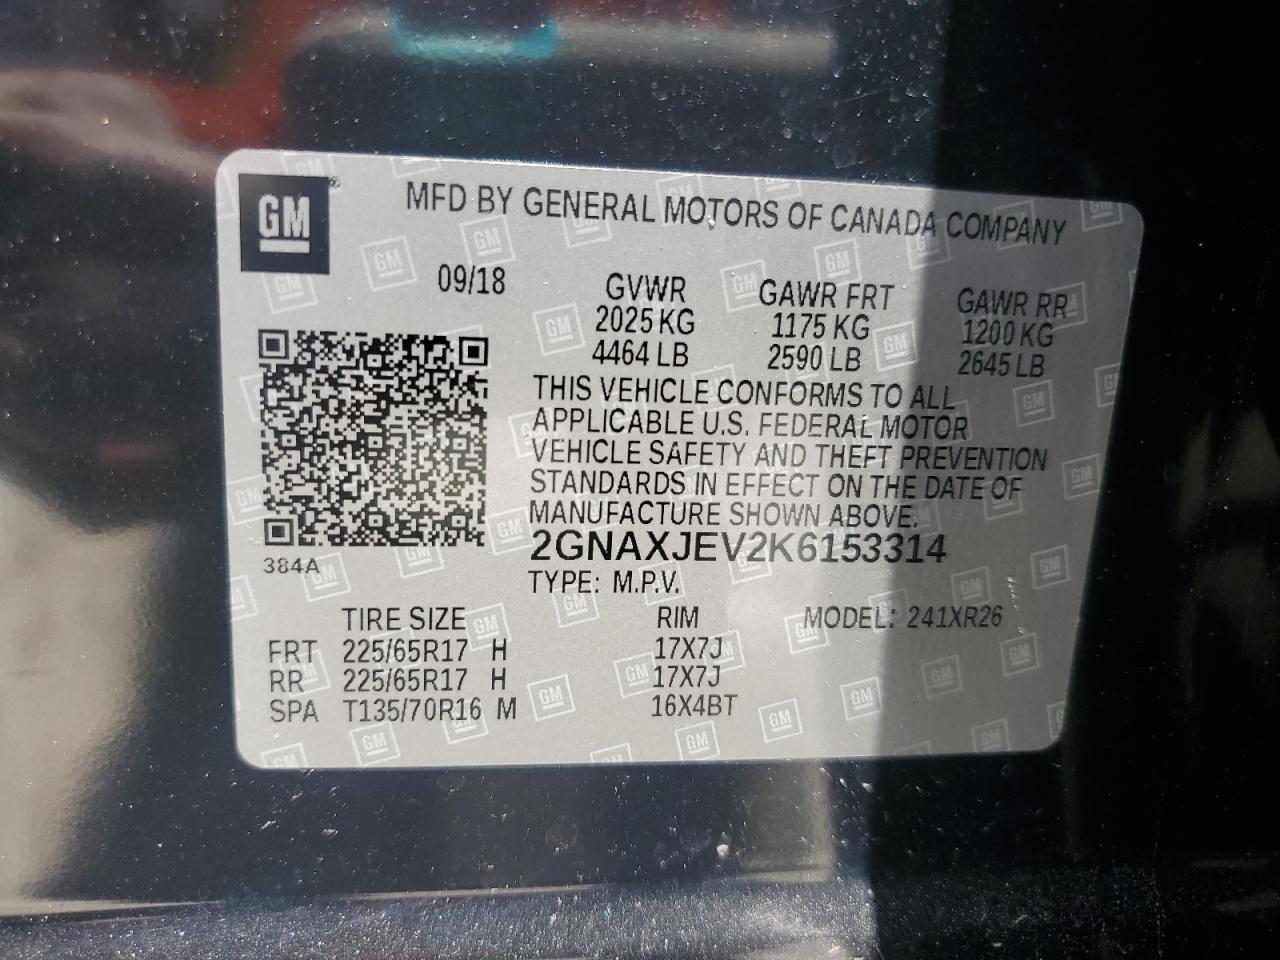 GM
MFD BY GENERAL MOTORS OF CANADA COMPANY
09/18
GVWR GAWR FRT GAWR RR
2025 KG 1175 KG 1200 KG
4464 LB 2590 LB 2645 LB
THIS VEHICLE CONFORMS TO ALL
APPLICABLE U.S. FEDERAL MOTOR
VEHICLE SAFETY AND THEFT PREVENTION
STANDARDS IN EFFECT ON THE DATE OF
MANUFACTURE SHOWN ABOVE.
2GNAXJEV2K6153314
384A
TYPE: M.P.V.
TIRE SIZE RIM MODEL: 241XR26
FRT 225/65R17 H 17X7J
RR 225/65R17 H 17X7J
SPA T135/70R16 M 16X4BT